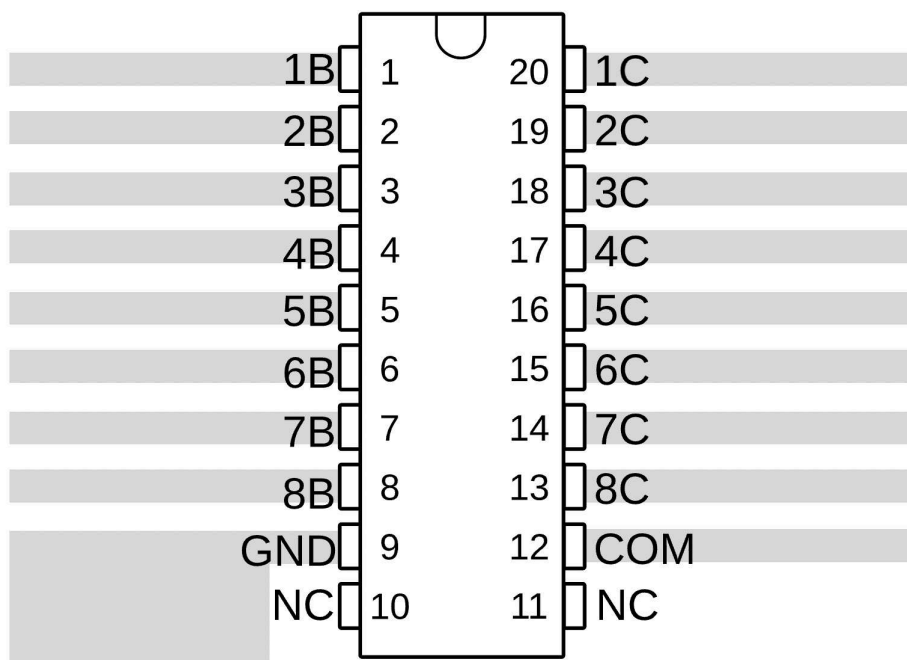 1B 1 20 1C
2B 2 19 2C
3B 3 18 3C
4B 4 17 4C
5B 5 16 5C
6B 6 15 6C
7B 7 14 7C
8B 8 13 8C
GND 9 12 COM
NC 10 11 NC